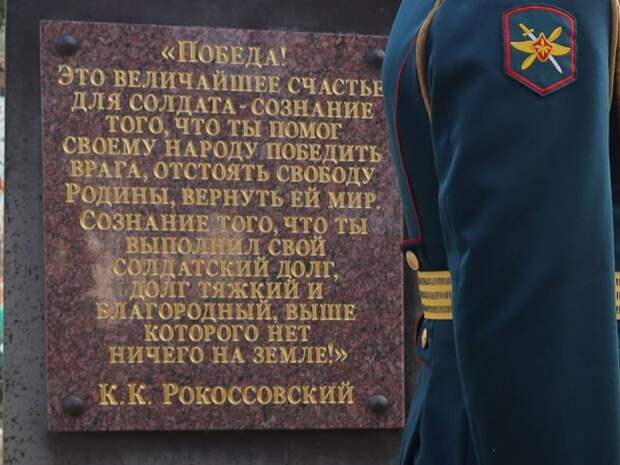 «Победа!
Это величайшее счастье
для солдата - сознание
того, что ты помог
своему народу победить
врага, отстоять свободу
Родины, вернуть ей мир.
Сознание того, что ты
выполнил свой
солдатский долг,
долг тяжкий и
благородный, выше
которого нет
ничего на земле!»
К.К. Рокоссовский